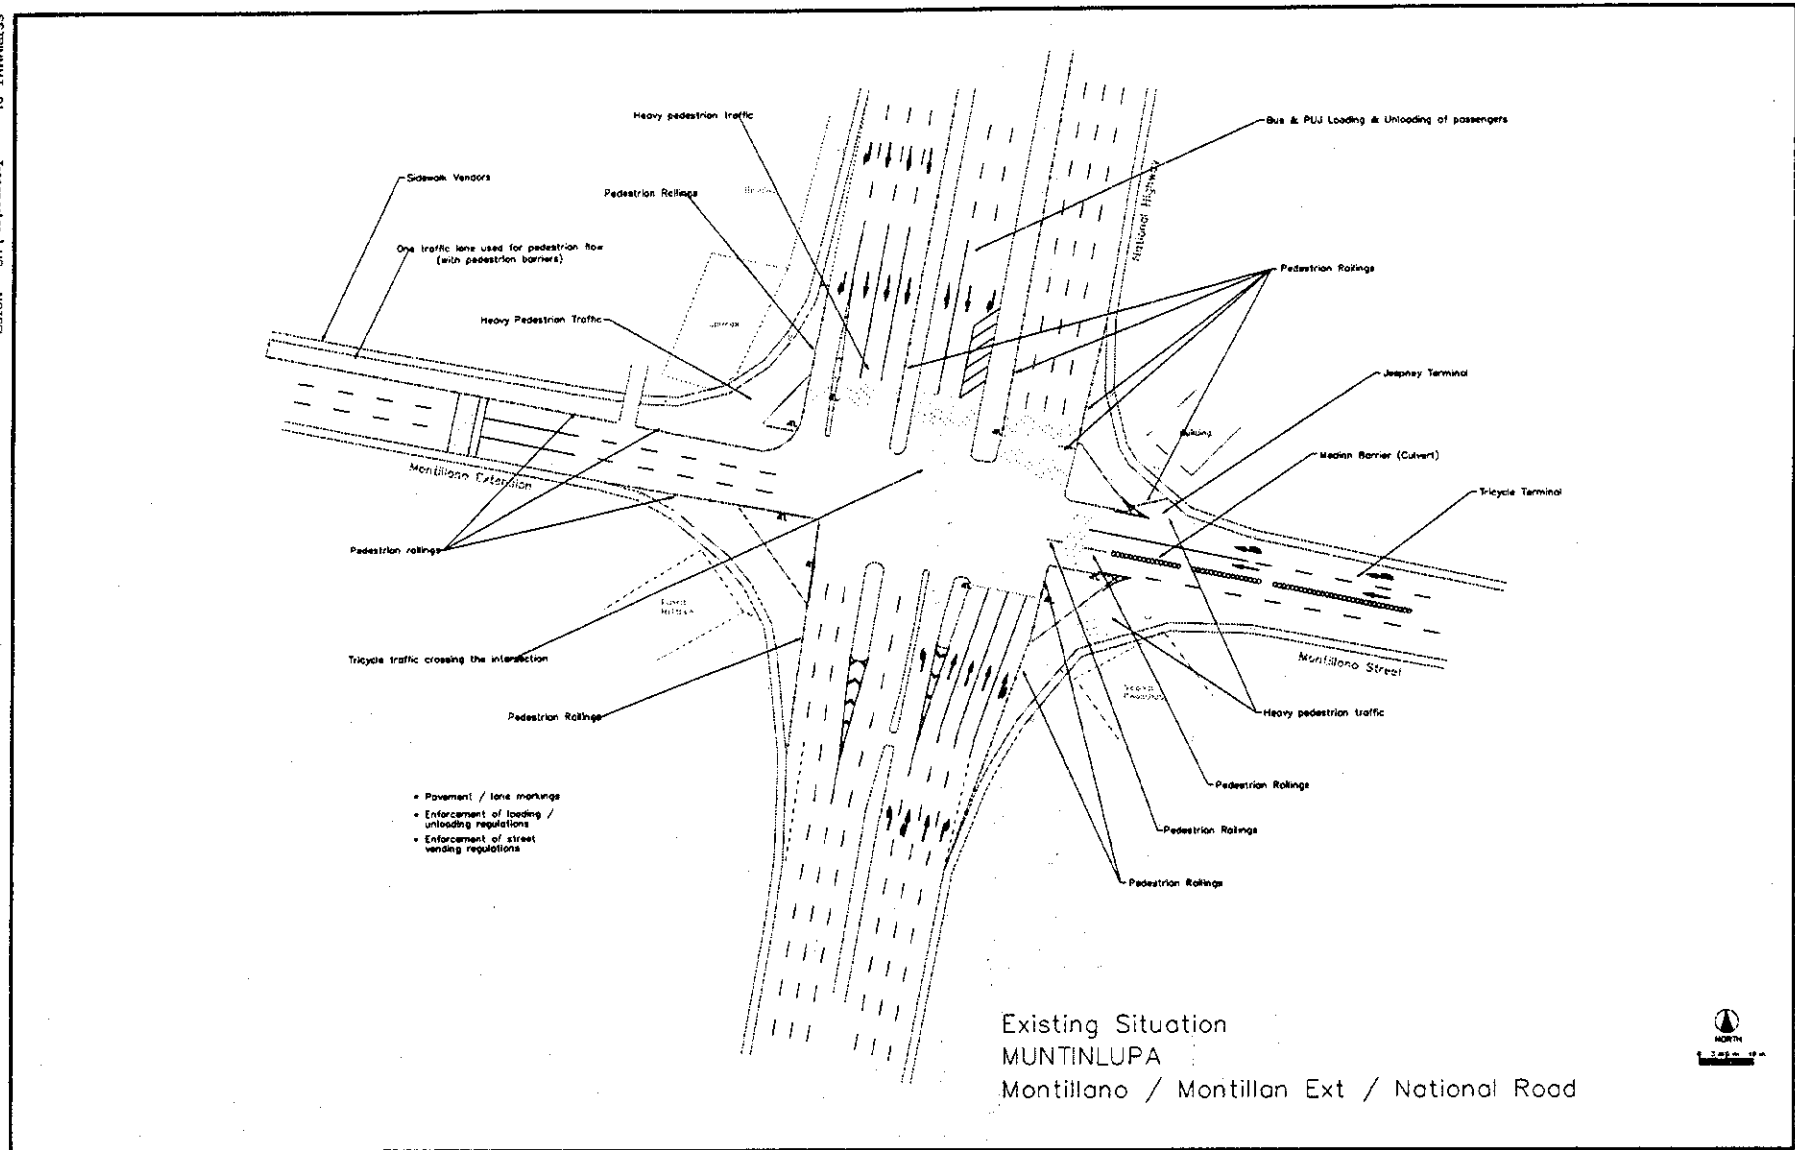 Heavy pedestrian traffic
Bus & PUJ Loading & Unloading of passengers
Sidewalk Vendors
Pedestrian Railings
National Highway
One traffic lane used for pedestrian flow
(with pedestrian barriers)
Pedestrian Railings
Heavy Pedestrian Traffic
Jeepney Terminal
Building
Median Barrier (Culvert)
Montillano Extension
Tricycle Terminal
Pedestrian railings
Tricycle traffic crossing the intersection
Montillano Street
Pedestrian Railings
Heavy pedestrian traffic
Pedestrian Railings
• Pavement / lane markings
• Enforcement of loading /
unloading regulations
• Enforcement of street
vending regulations
Pedestrian Railings
Pedestrian Railings
Existing Situation
MUNTINLUPA
Montillano / Montillan Ext / National Road
NORTH